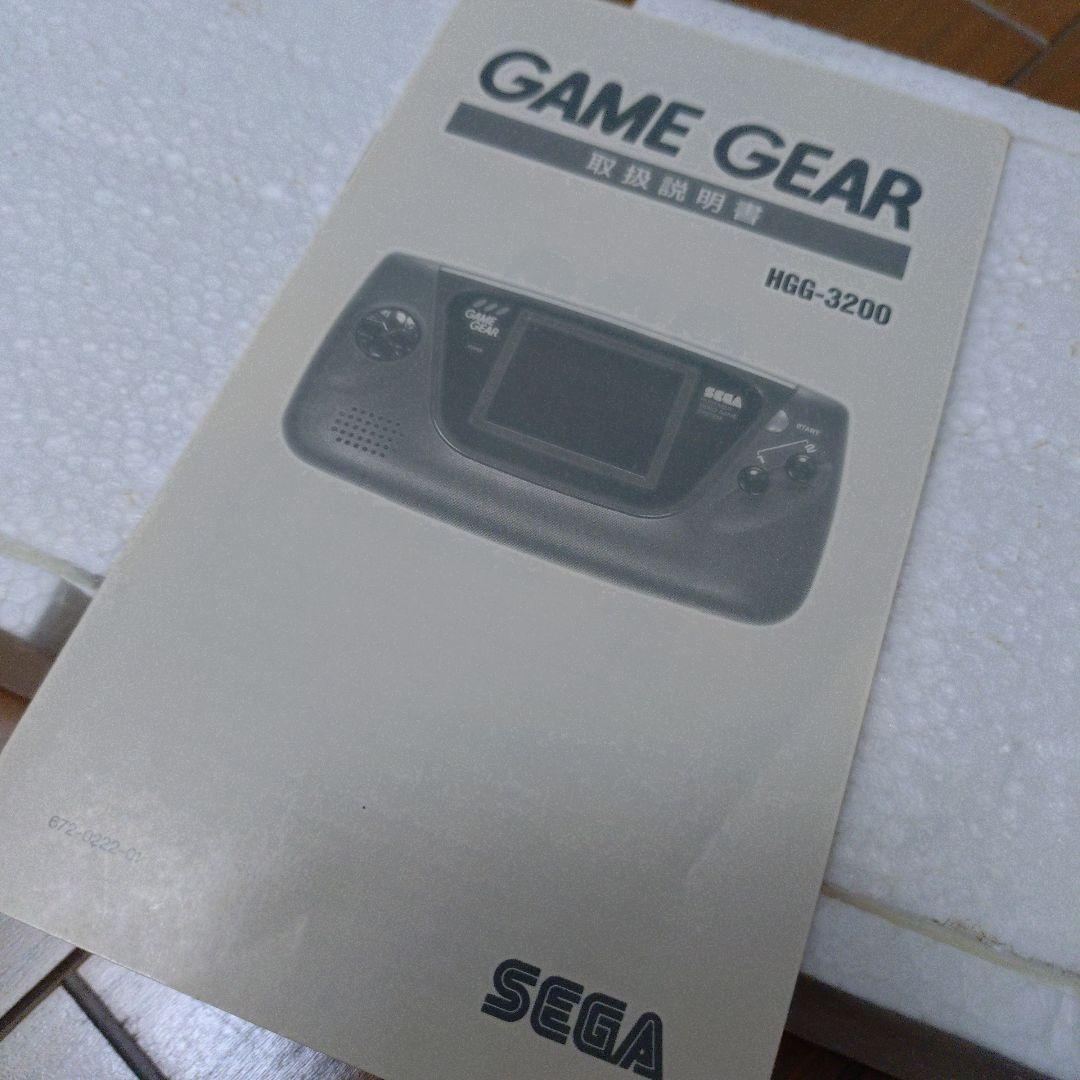 GAME GEAR
取扱説明書
HGG-3200
GAME
GEAR
SEGA
START
672-0222-01
SEGA